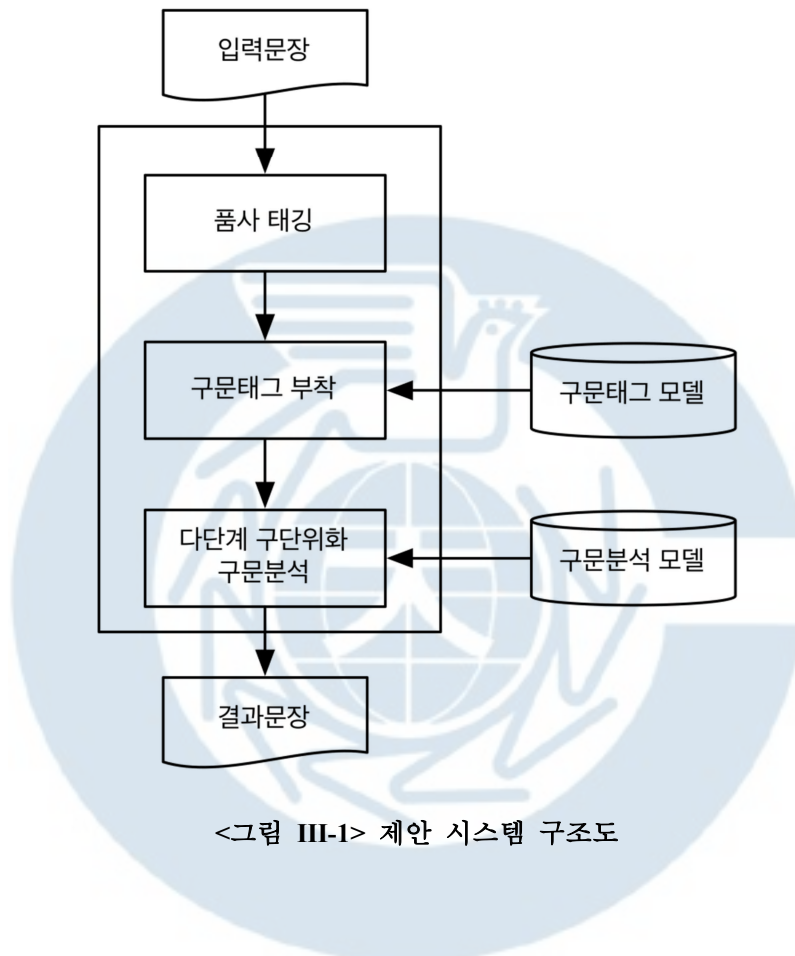 입력문장
품사 태깅
구문태그 부착
구문태그 모델
다단계 구단위화
구문분석
구문분석 모델
결과문장
<그림 III-1> 제안 시스템 구조도